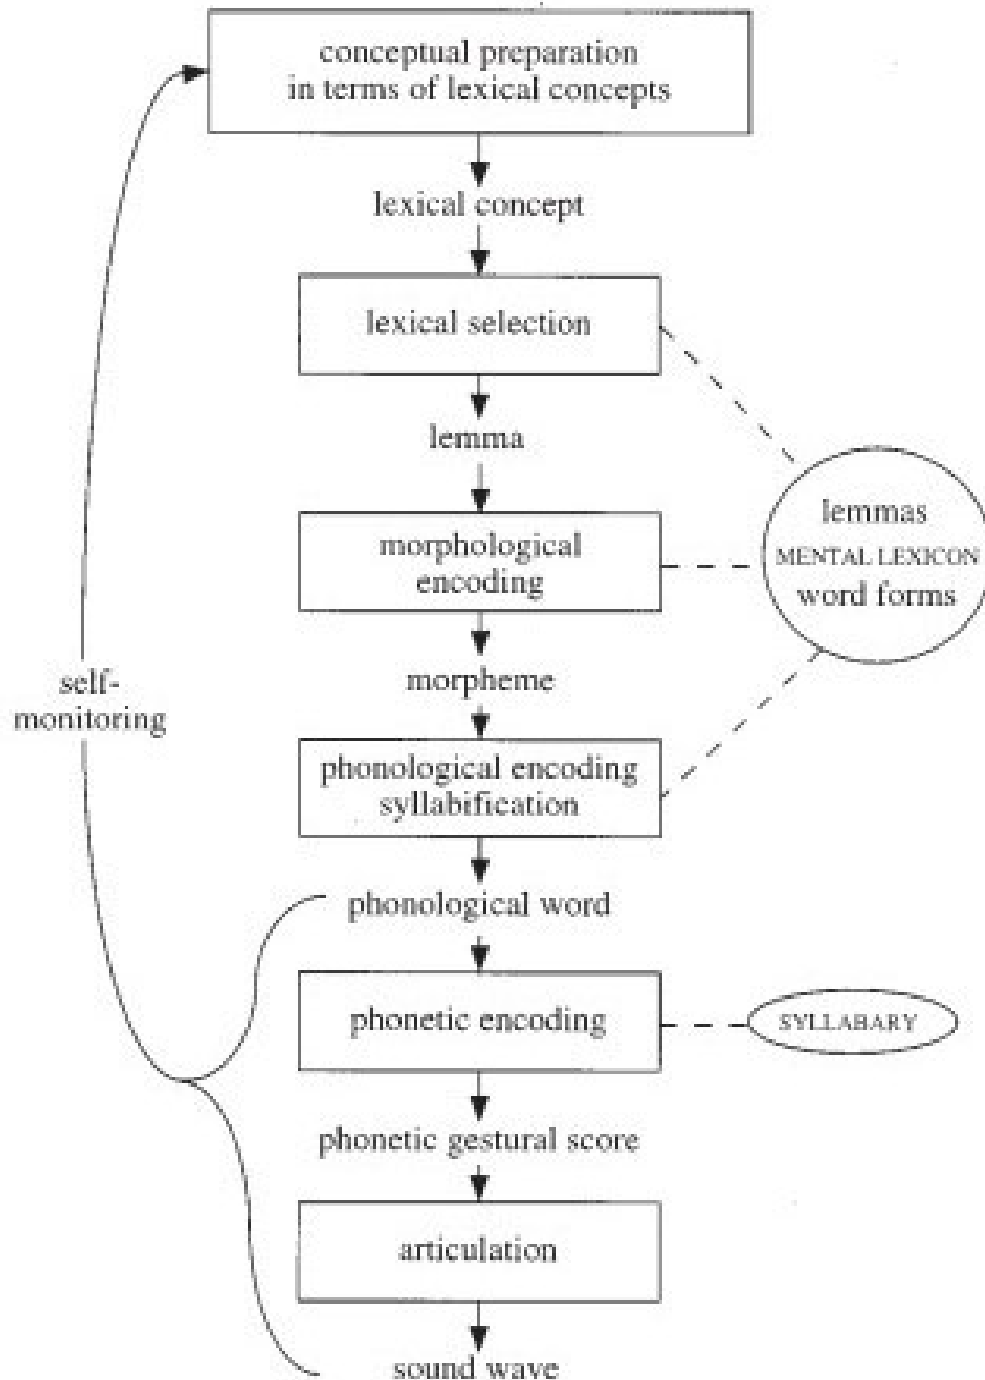 conceptual preparation
in terms of lexical concepts
lexical concept
lexical selection
lemma
lemmas
MENTAL LEXICON
word forms
morphological
encoding
morpheme
self-
monitoring
phonological encoding
syllabification
phonological word
phonetic encoding
SYLLABARY
phonetic gestural score
articulation
sound wave